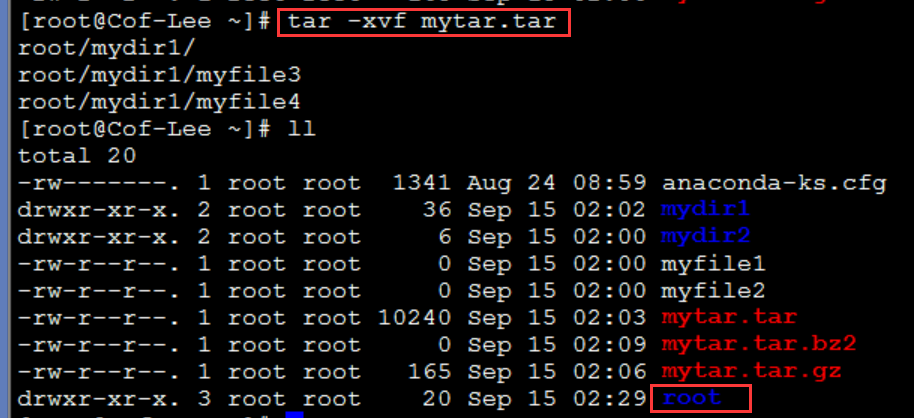 [root@Cof-Lee ~]# tar -xvf mytar.tar
root/mydir1/
root/mydir1/myfile3
root/mydir1/myfile4
[root@Cof-Lee ~]# ll
total 20
-rw-------. 1 root root 1341 Aug 24 08:59 anaconda-ks.cfg
drwxr-xr-x. 2 root root 36 Sep 15 02:02 mydir1
drwxr-xr-x. 2 root root 6 Sep 15 02:00 mydir2
-rw-r--r--. 1 root root 0 Sep 15 02:00 myfile1
-rw-r--r--. 1 root root 0 Sep 15 02:00 myfile2
-rw-r--r--. 1 root root 10240 Sep 15 02:03 mytar.tar
-rw-r--r--. 1 root root 0 Sep 15 02:09 mytar.tar.bz2
-rw-r--r--. 1 root root 165 Sep 15 02:06 mytar.tar.gz
drwxr-xr-x. 3 root root 20 Sep 15 02:29 root